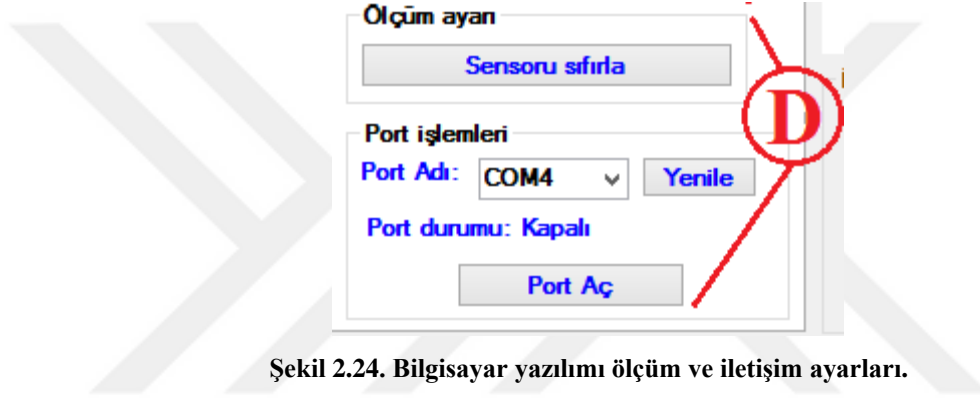 Ölçüm ayarı
Sensoru sıfırla
D
Port işlemleri
Port Adı: COM4 Yenile
Port durumu: Kapalı
Port Aç
Şekil 2.24. Bilgisayar yazılımı ölçüm ve iletişim ayarları.